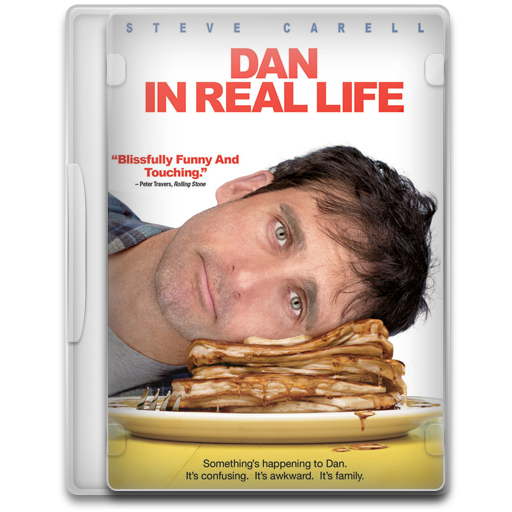 STEVE CARELL
DAN
IN REAL LIFE
“Blissfully Funny And
Touching.”
– Peter Travers, Rolling Stone
Something's happening to Dan.
It's confusing. It's awkward. It's family.